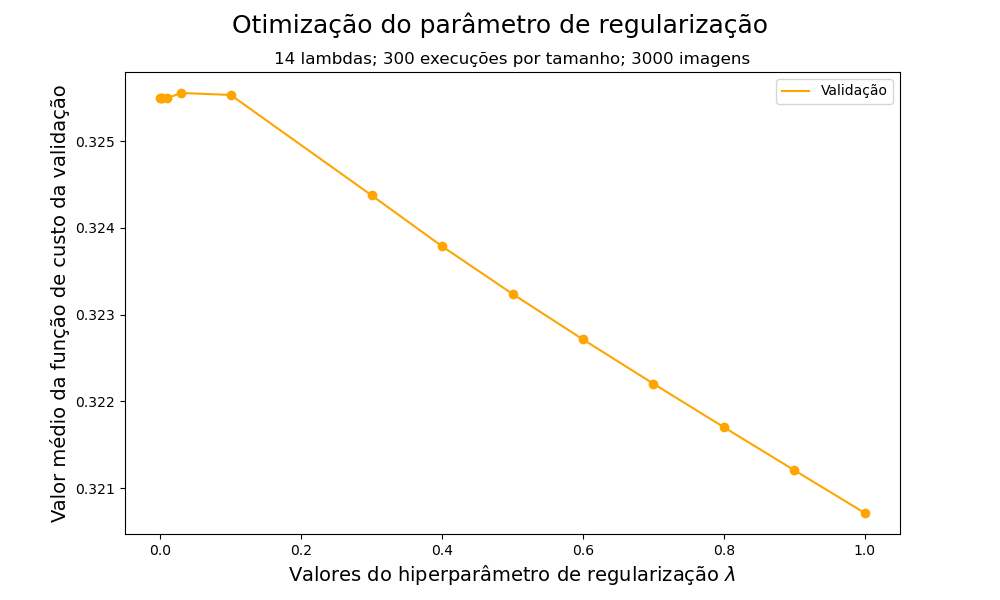 Otimização do parâmetro de regularização
14 lambdas; 300 execuções por tamanho; 3000 imagens
Validação
Valor médio da função de custo da validação
0.325
0.324
0.323
0.322
0.321
0.0 0.2 0.4 0.6 0.8 1.0
Valores do hiperparâmetro de regularização λ